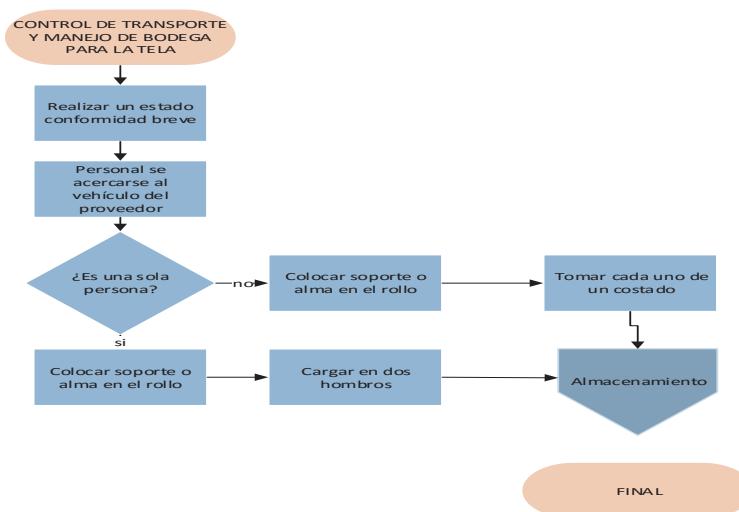 CONTROL DE TRANSPORTE
Y MANEJO DE BODEGA
PARA LA TELA
Realizar un estado
conformidad breve
Personal se
acercarse al
vehículo del
proveedor
¿Es una sola
persona?
no
Colocar soporte o
alma en el rollo
Tomar cada uno de
un costado
si
Colocar soporte o
alma en el rollo
Cargar en dos
hombros
Almacenamiento
FINAL